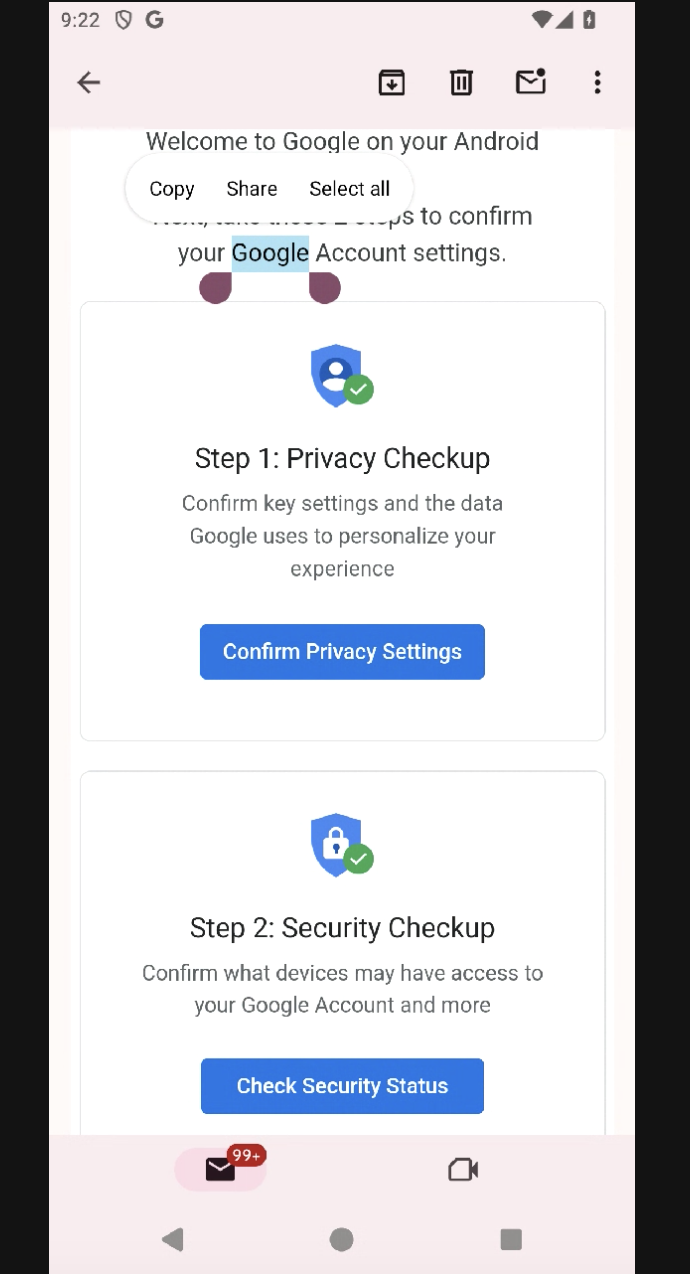 9:22
Welcome to Google on your Android
Copy Share Select all
Next, take these 2 steps to confirm
your Google Account settings.
Step 1: Privacy Checkup
Confirm key settings and the data
Google uses to personalize your
experience
Confirm Privacy Settings
Step 2: Security Checkup
Confirm what devices may have access to
your Google Account and more
Check Security Status
99+